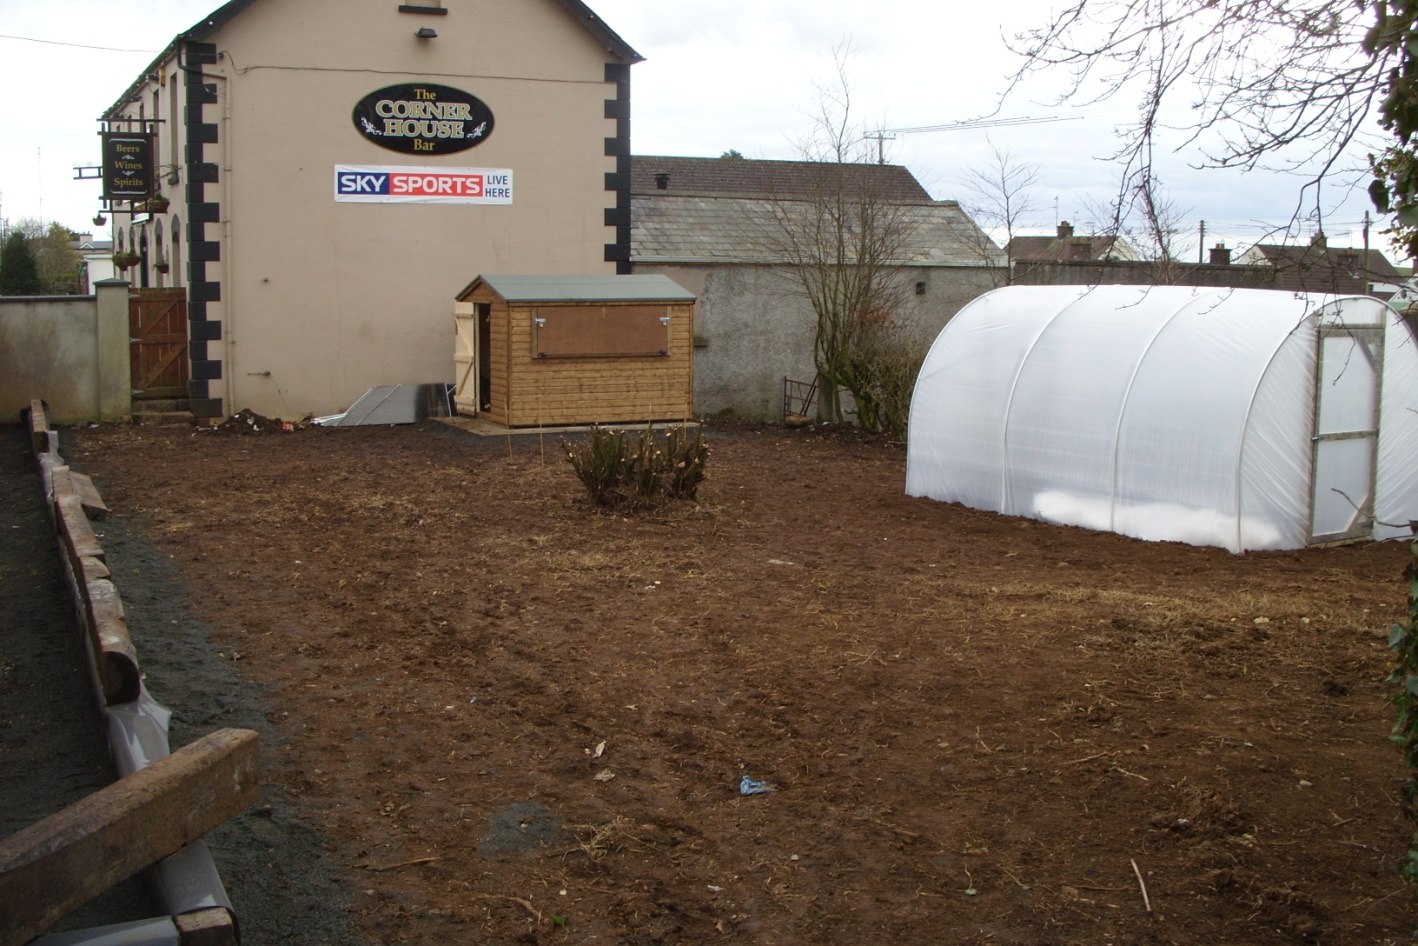 The
CORNER
HOUSE
Bar
SKY SPORTS LIVE
HERE
Beers
Wines
Spirits